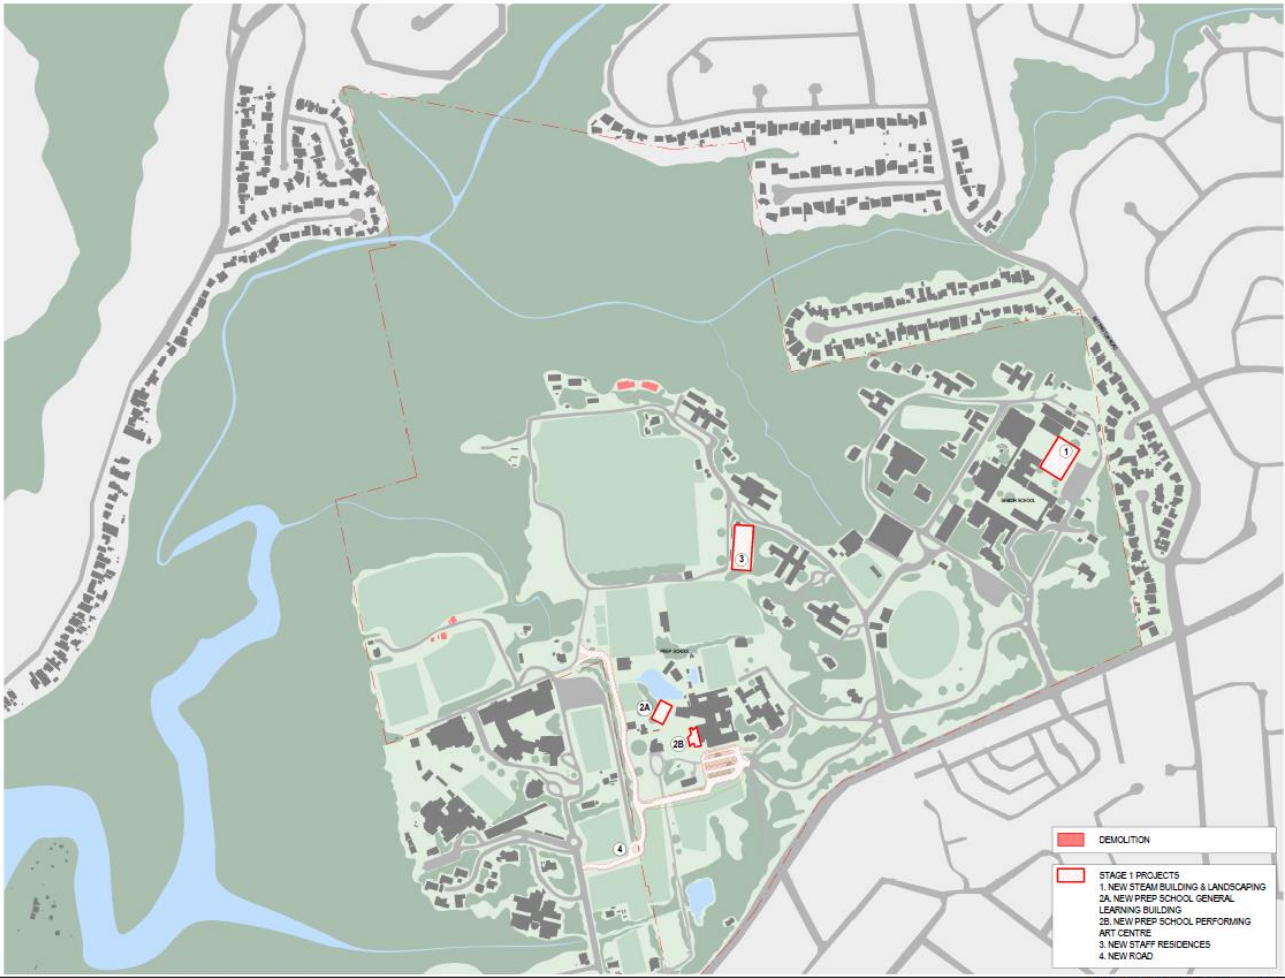 BETTINGTON ROAD
1
SENIOR SCHOOL
3
PREP SCHOOL
2A
2B
4
DEMOLITION
STAGE 1 PROJECTS
1. NEW STEAM BUILDING & LANDSCAPING
2A. NEW PREP SCHOOL GENERAL
LEARNING BUILDING
2B. NEW PREP SCHOOL PERFORMING
ART CENTRE
3. NEW STAFF RESIDENCES
4. NEW ROAD